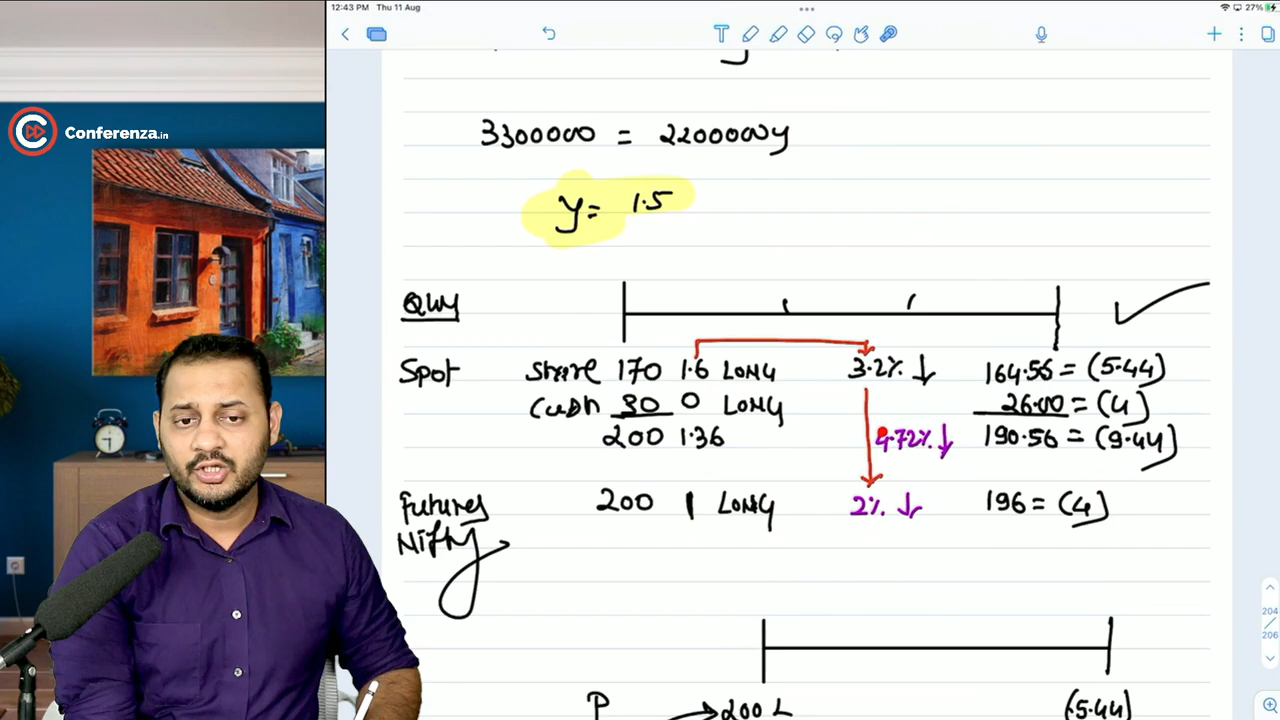 12:43 PM Thu 11 Aug
27%
Conferenza.in
3300000 = 2200000y
y = 1.5
QWY
Spot Share 170 1.6 LONG 3.2% ↓ 164.56 = (5.44)
Cash 30 0 LONG 26.00 = (4)
200 1.36 4.72% ↓ 190.56 = (9.44)
Futures 200 1 LONG 2% ↓ 196 = (4)
Nifty
204
/
206
P → 200 L (5.44)